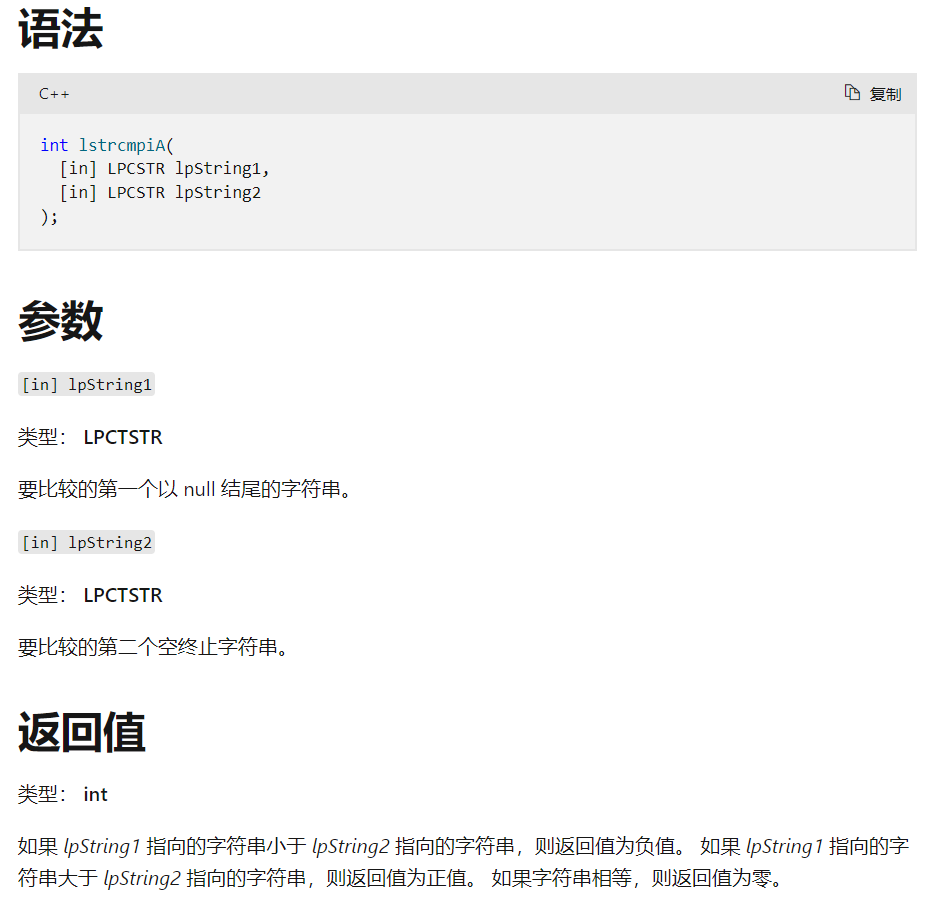 语法
C++
复制
int lstrcmpiA(
  [in] LPCSTR lpString1,
  [in] LPCSTR lpString2
);
参数
[in] lpString1
类型： LPCTSTR
要比较的第一个以 null 结尾的字符串。
[in] lpString2
类型： LPCTSTR
要比较的第二个空终止字符串。
返回值
类型： int
如果 lpString1 指向的字符串小于 lpString2 指向的字符串，则返回值为负值。 如果 lpString1 指向的字
符串大于 lpString2 指向的字符串，则返回值为正值。 如果字符串相等，则返回值为零。